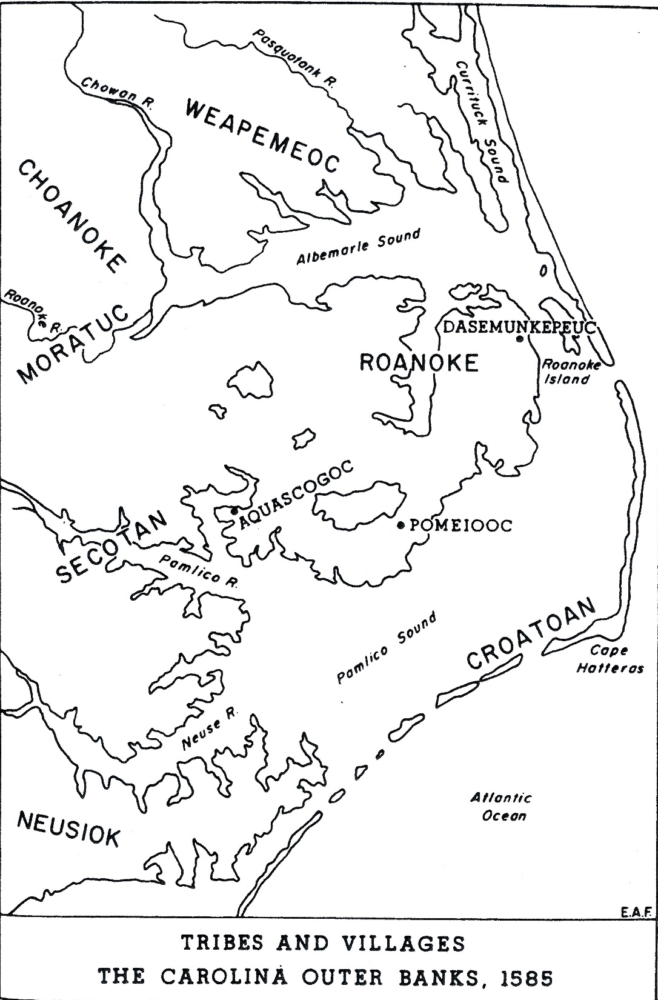 Pasquotank R.
Currituck Sound
Chowan R.
WEAPEMEOC
CHOANOKE
Albemarle Sound
Roanoke R.
MORATUC
DASEMUNKEPEUC
ROANOKE
Roanoke
Island
AQUASCOGOC
POMEIOOC
SECOTAN
Pamlico R.
Pamlico Sound
CROATOAN
Cape
Hatteras
Neuse R.
Atlantic
Ocean
NEUSIOK
E.A.F.
TRIBES AND VILLAGES
THE CAROLINA OUTER BANKS, 1585